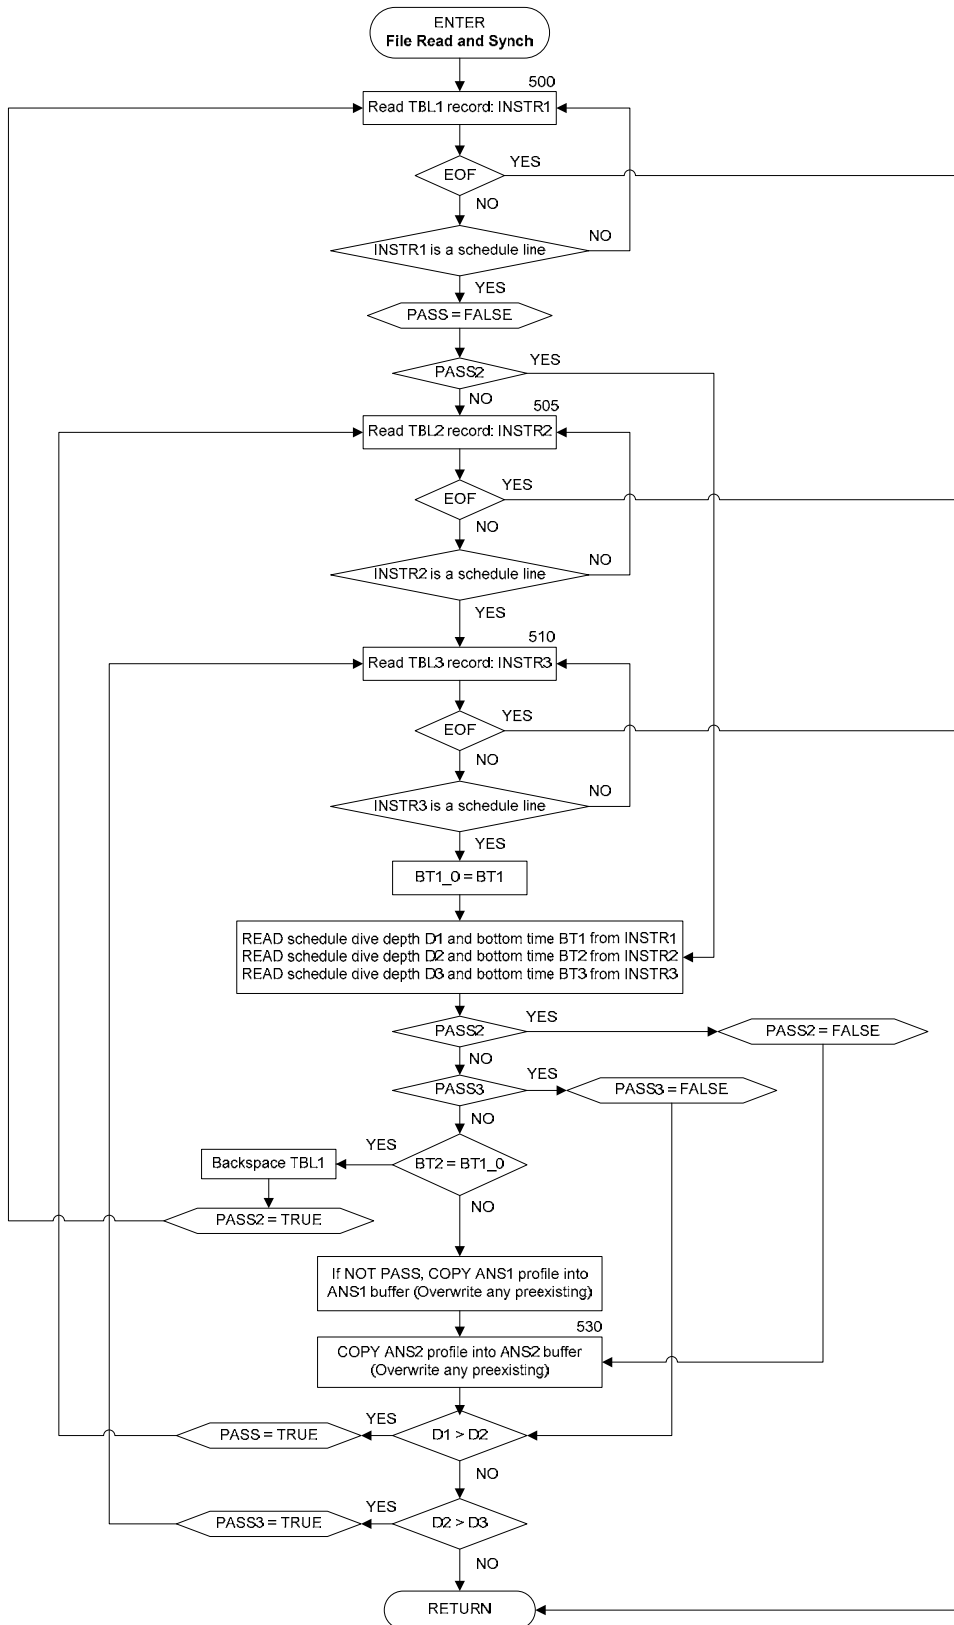 ENTER
File Read and Synch
500
Read TBL1 record: INSTR1
YES
EOF
NO
NO
INSTR1 is a schedule line
YES
PASS = FALSE
YES
PASS2
NO
505
Read TBL2 record: INSTR2
YES
EOF
NO
NO
INSTR2 is a schedule line
YES
510
Read TBL3 record: INSTR3
YES
EOF
NO
NO
INSTR3 is a schedule line
YES
BT1_0 = BT1
READ schedule dive depth D1 and bottom time BT1 from INSTR1
READ schedule dive depth D2 and bottom time BT2 from INSTR2
READ schedule dive depth D3 and bottom time BT3 from INSTR3
YES
PASS2
PASS2 = FALSE
NO
YES
PASS3
PASS3 = FALSE
NO
YES
Backspace TBL1
BT2 = BT1_0
NO
PASS2 = TRUE
If NOT PASS, COPY ANS1 profile into
ANS1 buffer (Overwrite any preexisting)
530
COPY ANS2 profile into ANS2 buffer
(Overwrite any preexisting)
YES
PASS = TRUE
D1 > D2
NO
YES
PASS3 = TRUE
D2 > D3
NO
RETURN